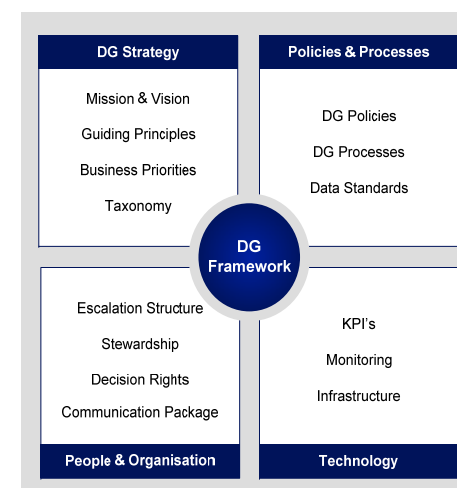 DG Strategy
Mission & Vision
Guiding Principles
Business Priorities
Taxonomy
Policies & Processes
DG Policies
DG Processes
Data Standards
DG
Framework
Escalation Structure
Stewardship
Decision Rights
Communication Package
People & Organisation
KPI's
Monitoring
Infrastructure
Technology